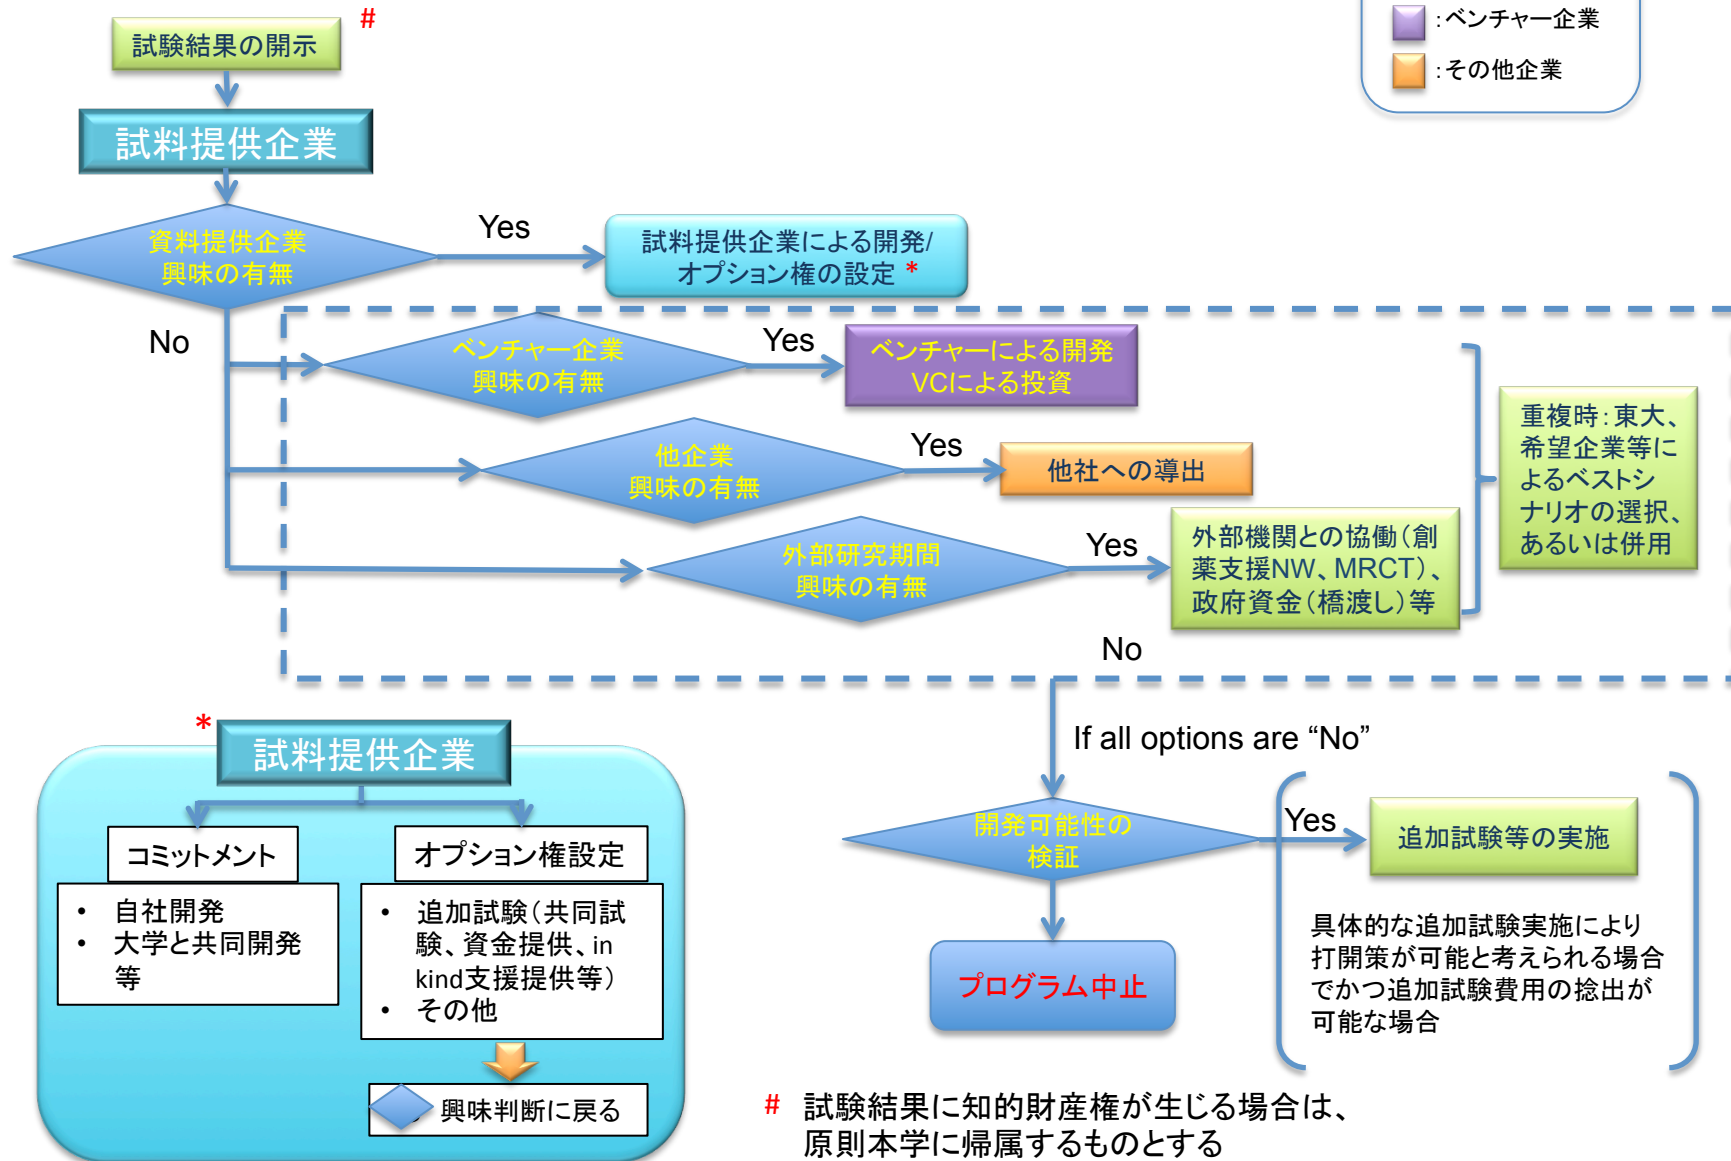 #
試験結果の開示
：ベンチャー企業
：その他企業
試料提供企業
資料提供企業
興味の有無
Yes
試料提供企業による開発/
オプション権の設定 *
No
ベンチャー企業
興味の有無
Yes
ベンチャーによる開発
VCによる投資
他企業
興味の有無
Yes
他社への導出
外部研究期間
興味の有無
Yes
外部機関との協働（創
薬支援NW、MRCT）、
政府資金（橋渡し）等
重複時：東大、
希望企業等に
よるベストシ
ナリオの選択、
あるいは併用
No
If all options are “No”
開発可能性の
検証
Yes
追加試験等の実施
具体的な追加試験実施により
打開策が可能と考えられる場合
でかつ追加試験費用の捻出が
可能な場合
プログラム中止
*
試料提供企業
コミットメント
• 自社開発
• 大学と共同開発
等
オプション権設定
• 追加試験（共同試
験、資金提供、in
kind支援提供等）
• その他
興味判断に戻る
# 試験結果に知的財産権が生じる場合は、
原則本学に帰属するものとする